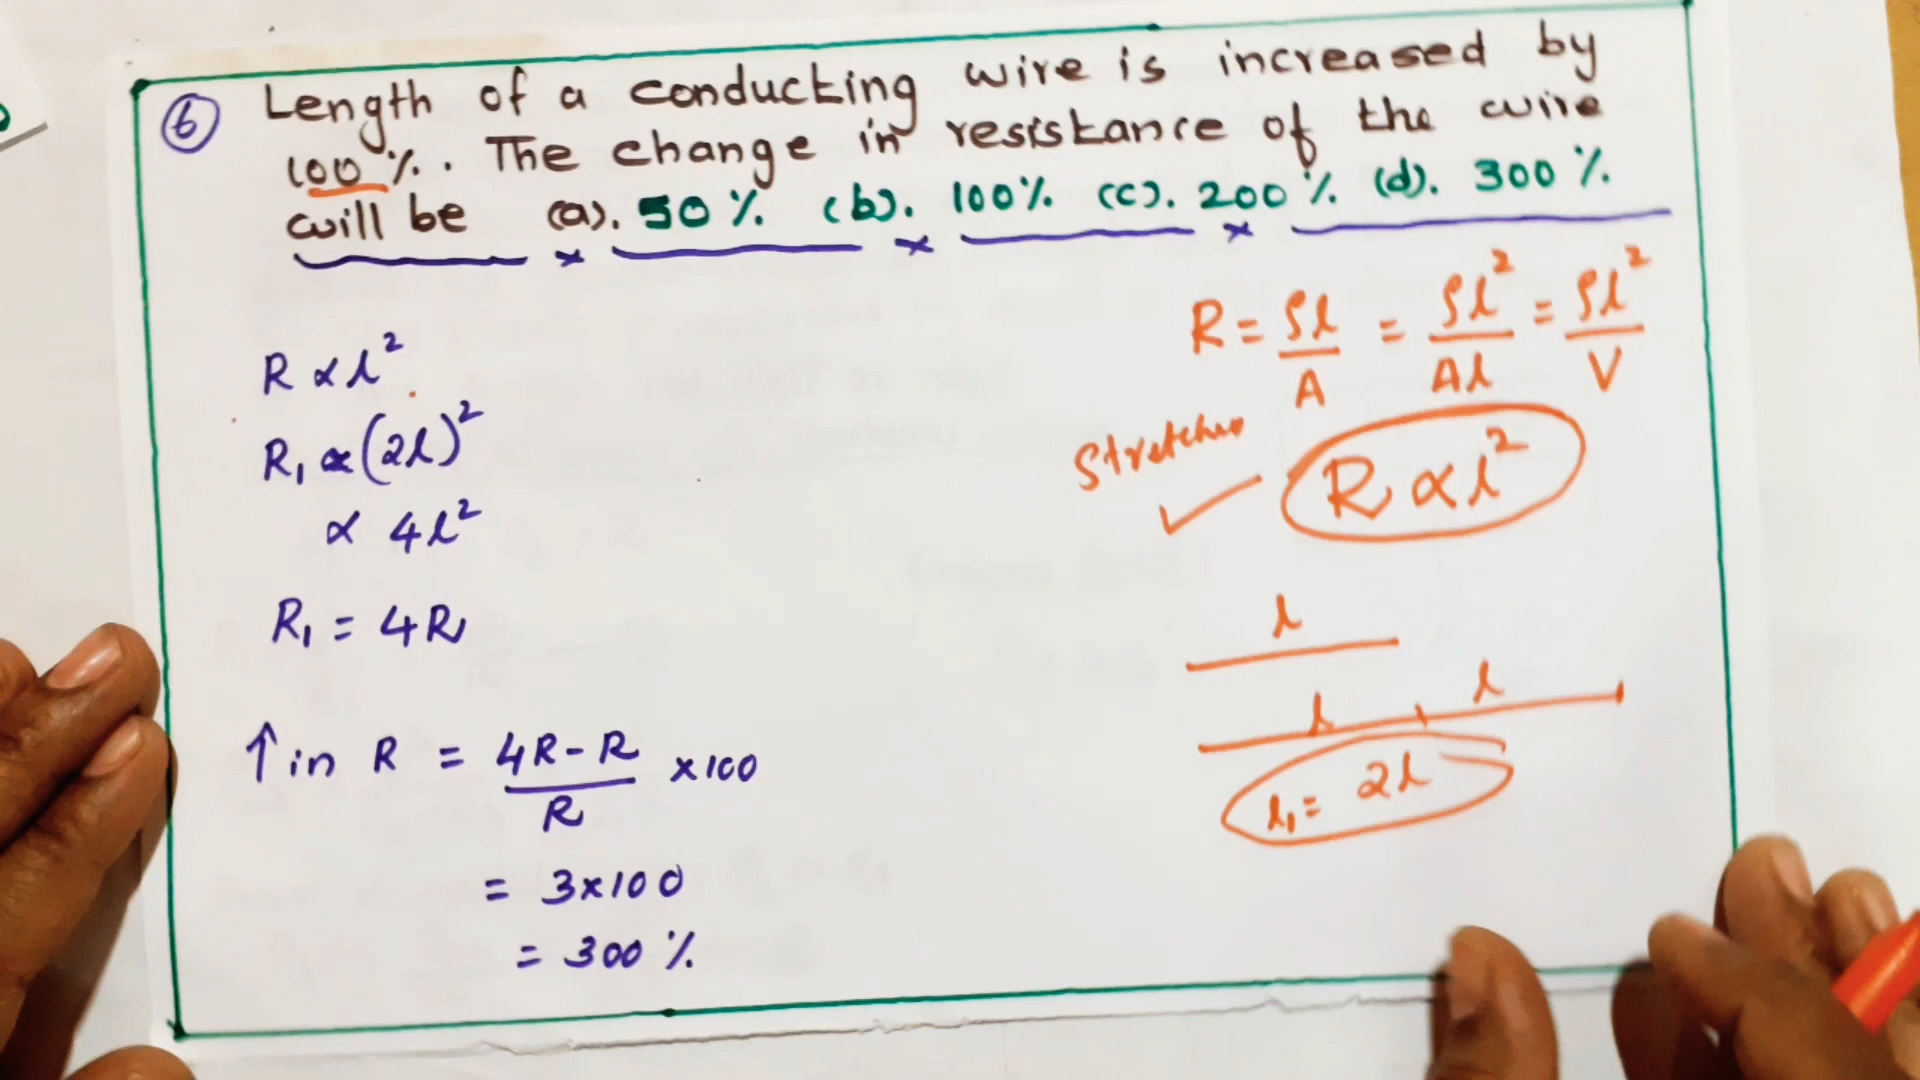 6 Length of a conducting wire is increased by
100 %. The change in resistance of the wire
will be (a). 50 % (b). 100% (c). 200 % (d). 300 %
R ∝ l²
R₁ ∝ (2l)²
∝ 4l²
R₁ = 4R
↑ in R = 4R - R / R × 100
= 3×100
= 300 %
R = ρl / A = ρl² / Al = ρl² / V
R ∝ l²
l
l l
l₁ = 2l